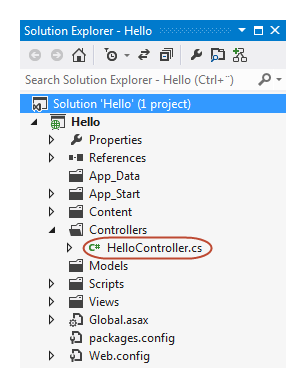 Solution Explorer - Hello
Search Solution Explorer - Hello (Ctrl+¨)
Solution 'Hello' (1 project)
Hello
Properties
References
App_Data
App_Start
Content
Controllers
C# HelloController.cs
Models
Scripts
Views
Global.asax
packages.config
Web.config